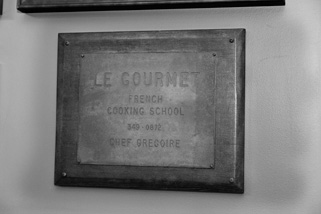 LE GOURMET
FRENCH
COOKING SCHOOL
CHEF GREGOIRE